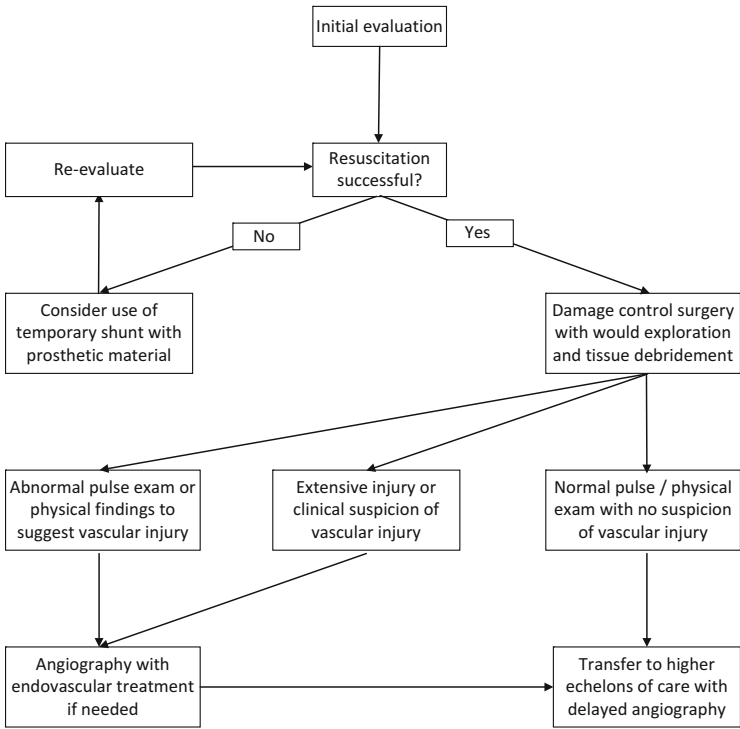 Initial evaluation
Re-evaluate
Resuscitation
successful?
No
Yes
Consider use of
temporary shunt with
prosthetic material
Damage control surgery
with would exploration
and tissue debridement
Abnormal pulse exam or
physical findings to
suggest vascular injury
Extensive injury or
clinical suspicion of
vascular injury
Normal pulse / physical
exam with no suspicion
of vascular injury
Angiography with
endovascular treatment
if needed
Transfer to higher
echelons of care with
delayed angiography